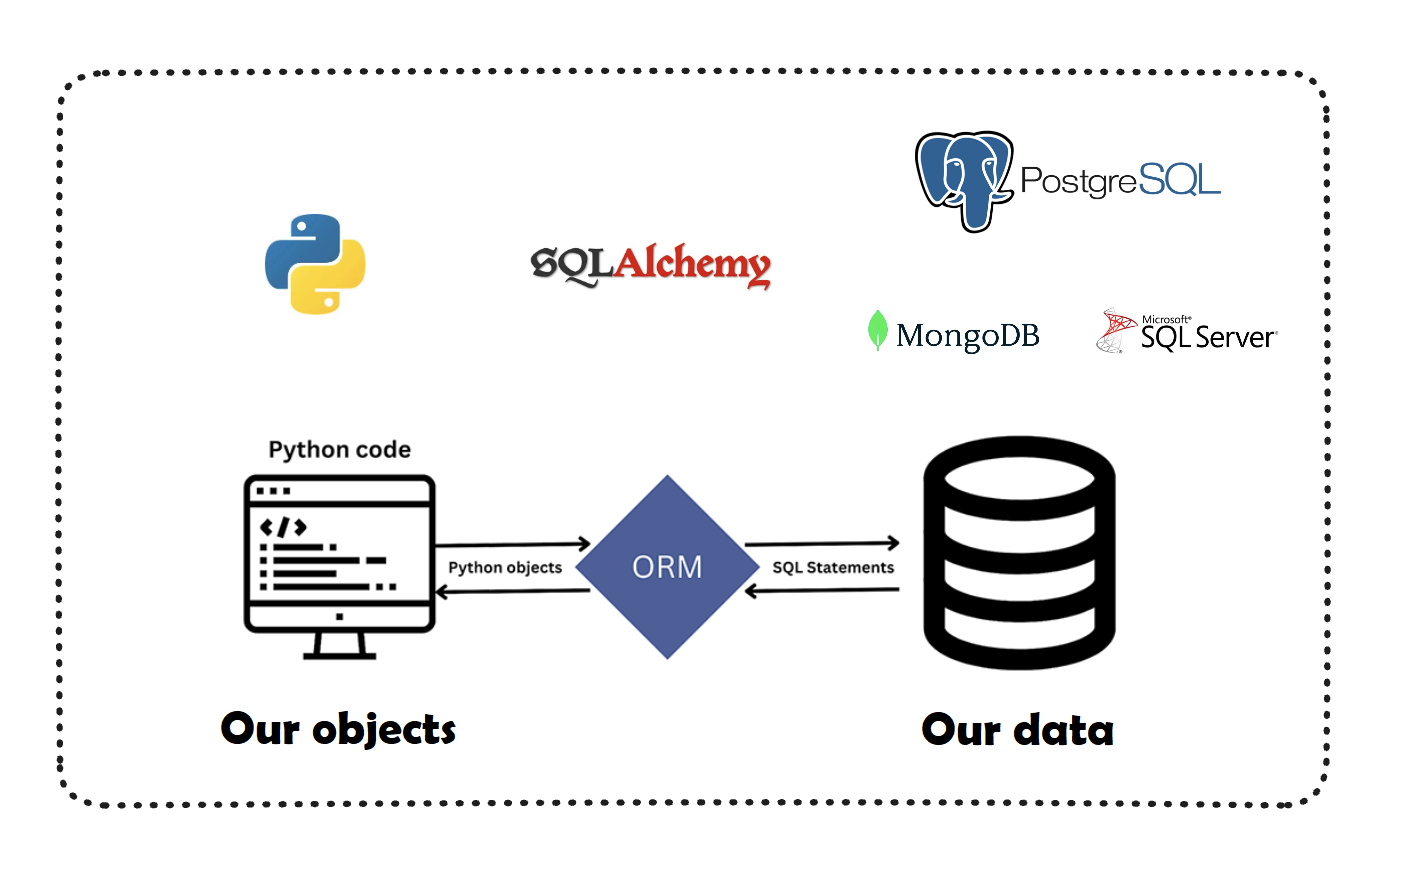 PostgreSQL
SQLAlchemy
MongoDB
Microsoft®
SQL Server®
Python code
</>
Python objects
ORM
SQL Statements
Our objects
Our data